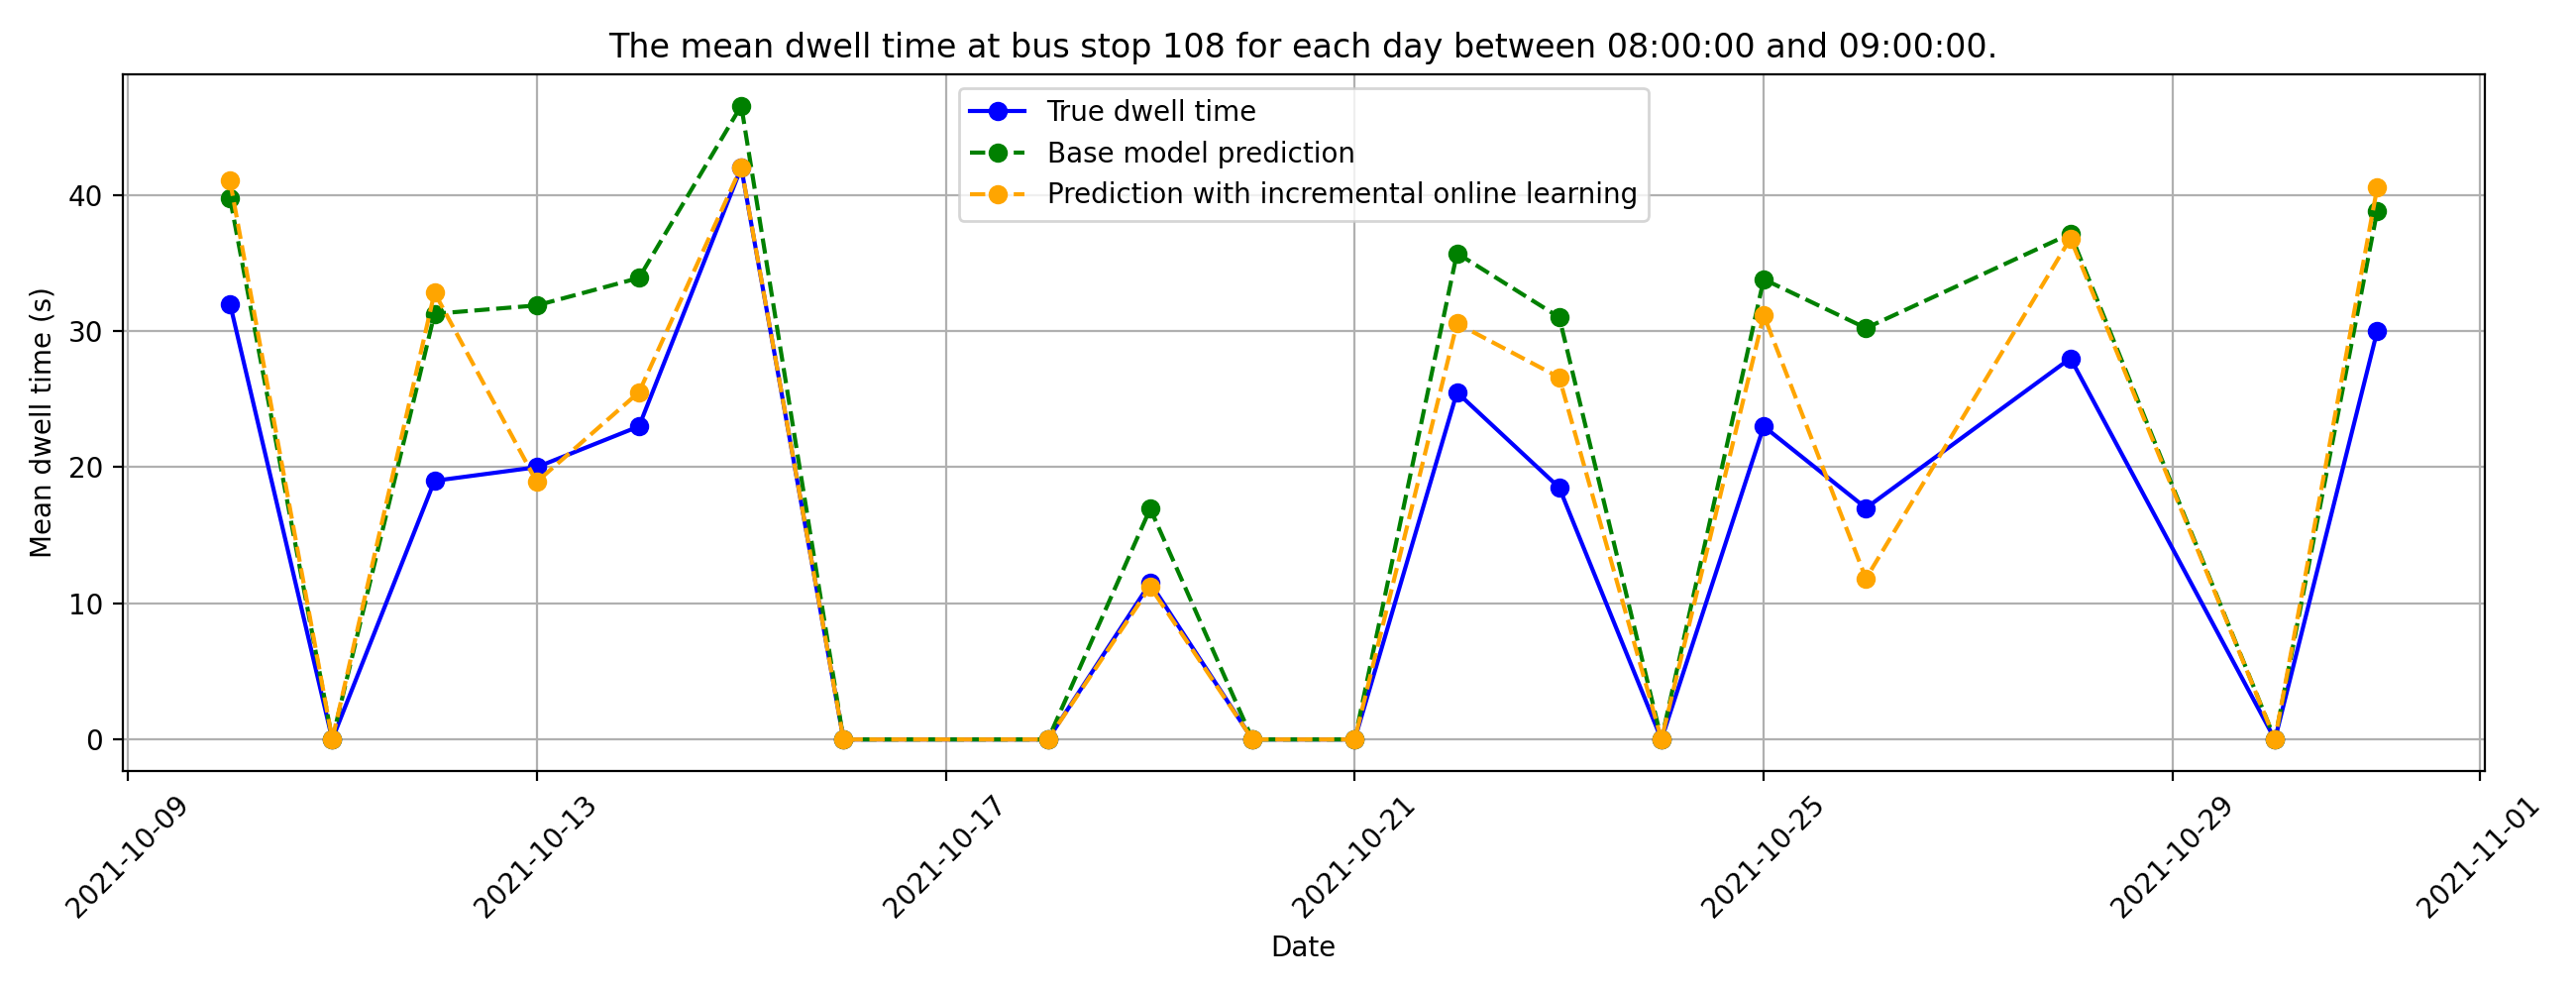 The mean dwell time at bus stop 108 for each day between 08:00:00 and 09:00:00.
True dwell time
Base model prediction
Prediction with incremental online learning
Mean dwell time (s)
40
30
20
10
0
2021-10-09
2021-10-13
2021-10-17
2021-10-21
2021-10-25
2021-10-29
2021-11-01
Date